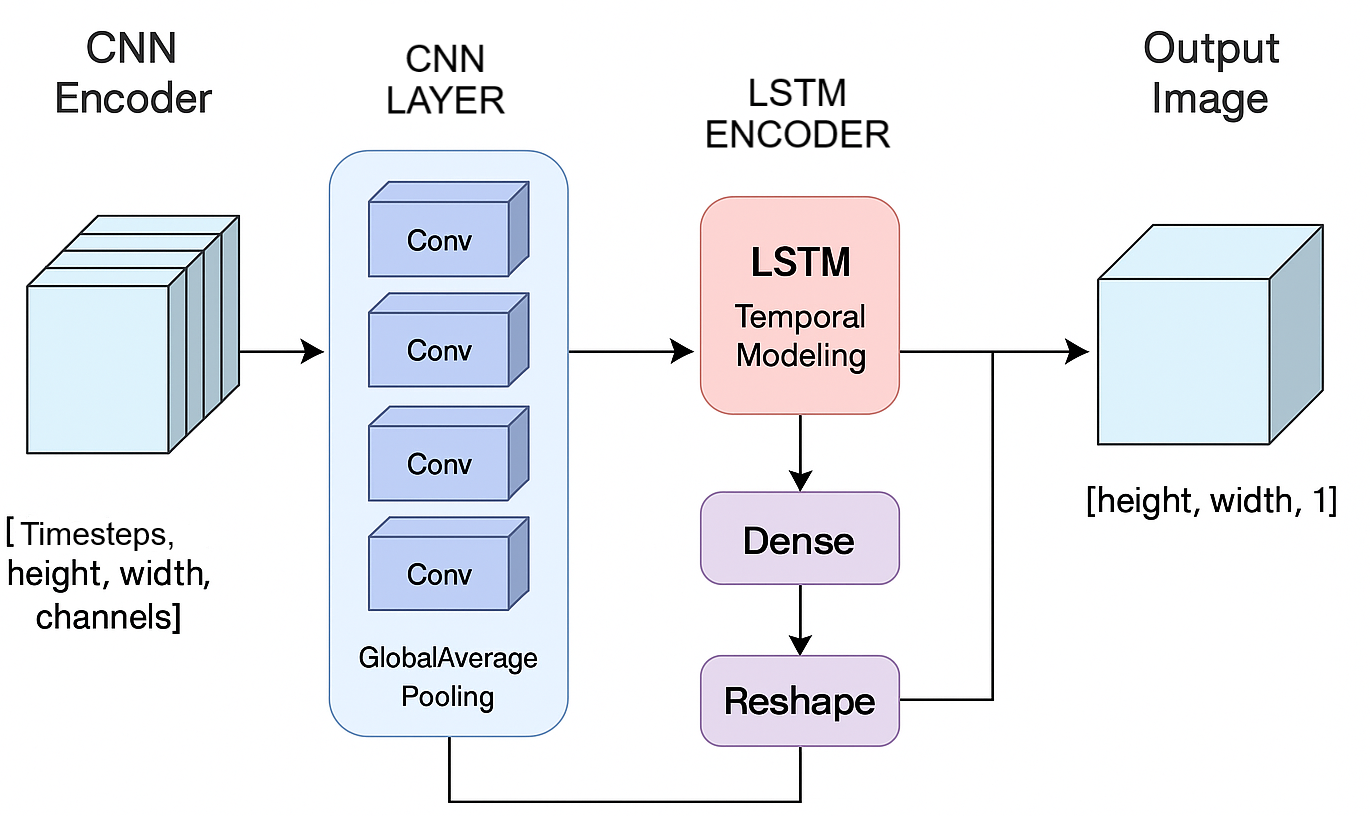 CNN
Encoder
CNN
LAYER
LSTM
ENCODER
Output
Image
Conv
Conv
Conv
Conv
GlobalAverage
Pooling
LSTM
Temporal
Modeling
Dense
Reshape
[Timesteps,
height, width,
channels]
[height, width, 1]